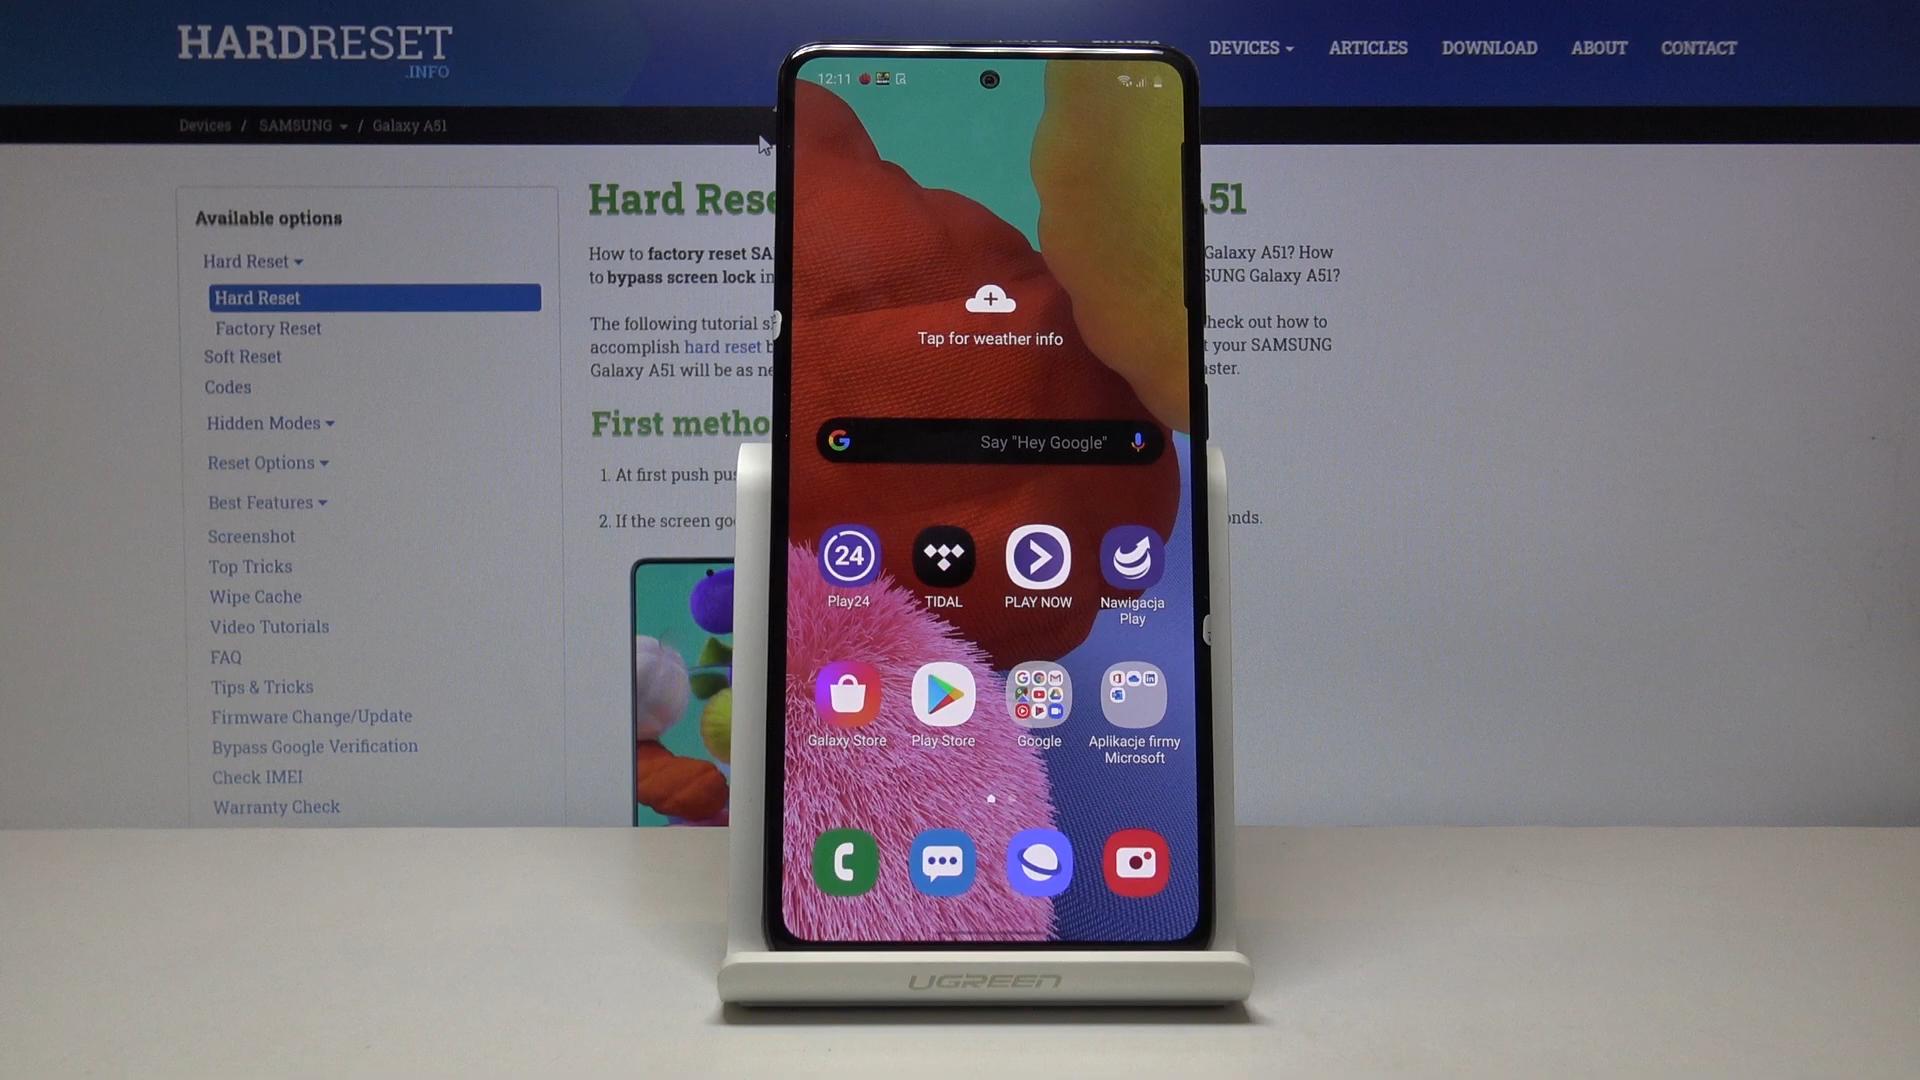 HARDRESET
.INFO
DEVICES ARTICLES DOWNLOAD ABOUT CONTACT
Devices / SAMSUNG / Galaxy A51
Available options
Hard Reset
Hard Reset
Factory Reset
Soft Reset
Codes
Hidden Modes
Reset Options
Best Features
Screenshot
Top Tricks
Wipe Cache
Video Tutorials
FAQ
Tips & Tricks
Firmware Change/Update
Bypass Google Verification
Check IMEI
Warranty Check
Hard Rese A51
How to factory reset SA Galaxy A51? How
to bypass screen lock in SUNG Galaxy A51?
The following tutorial s heck out how to
accomplish hard reset b t your SAMSUNG
Galaxy A51 will be as ne aster.
First metho
1. At first push pu
2. If the screen go onds.
12:11
Tap for weather info
Say "Hey Google"
24
Play24 TIDAL PLAY NOW Nawigacja
Play
Galaxy Store Play Store Google Aplikacje firmy
Microsoft
UGREEN